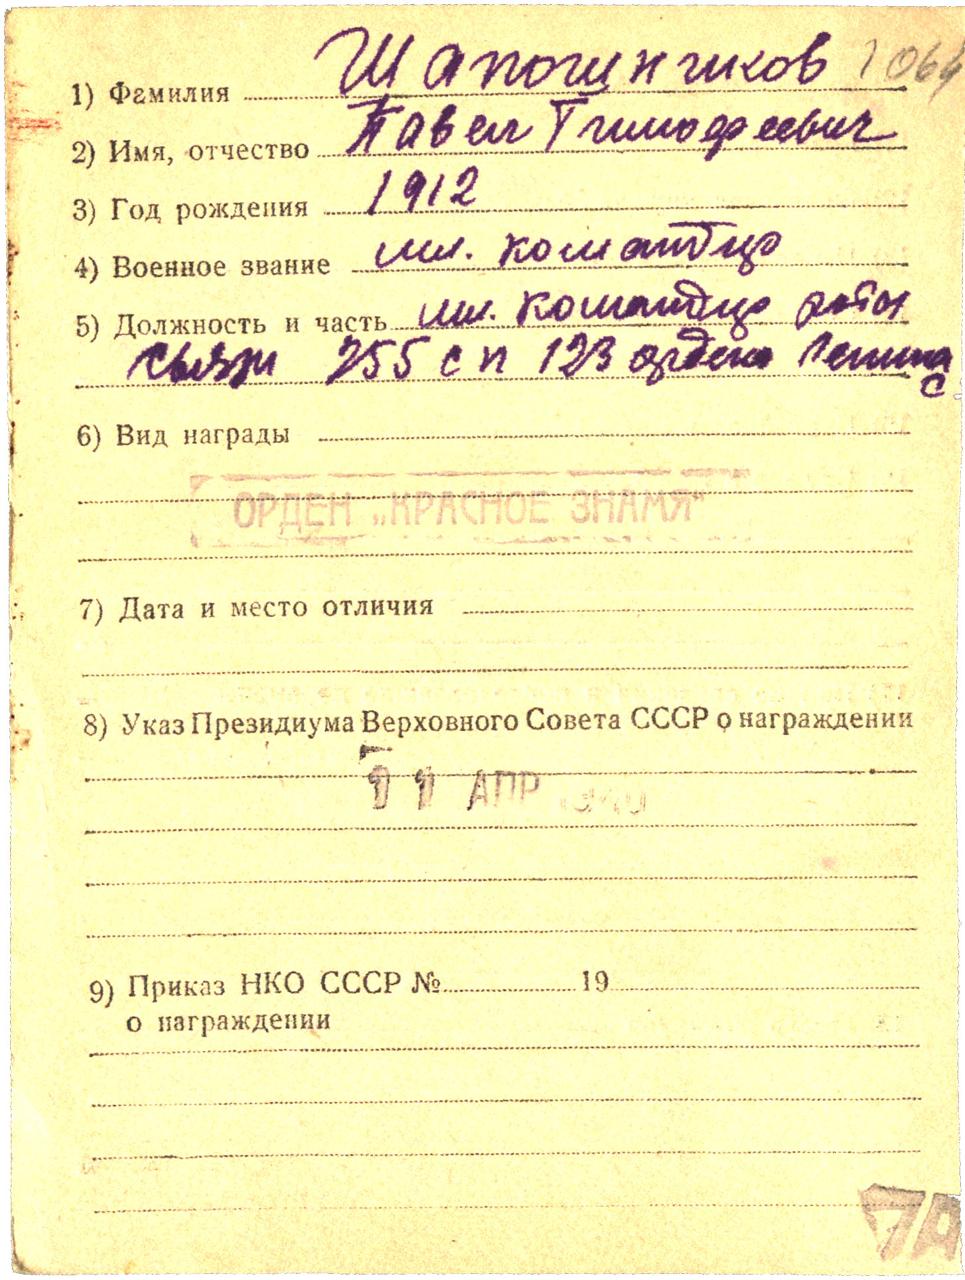 1) Фамилия Шапошников 1064
2) Имя, отчество Павел Тимофеевич
3) Год рождения 1912
4) Военное звание мл. командир
5) Должность и часть мл. командир роты
связи 255 сп 123 ордена Ленина
с
6) Вид награды
ОРДЕН „КРАСНОЕ ЗНАМЯ“
7) Дата и место отличия
8) Указ Президиума Верховного Совета СССР о награждении
11 АПР 1940
9) Приказ НКО СССР № 19
о награждении